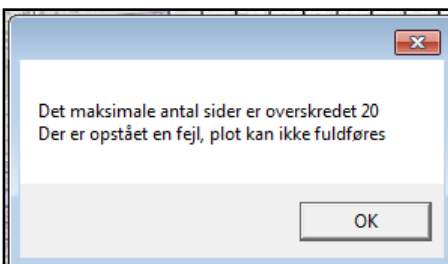 Det maksimale antal sider er overskredet 20
Der er opstået en fejl, plot kan ikke fuldføres
OK